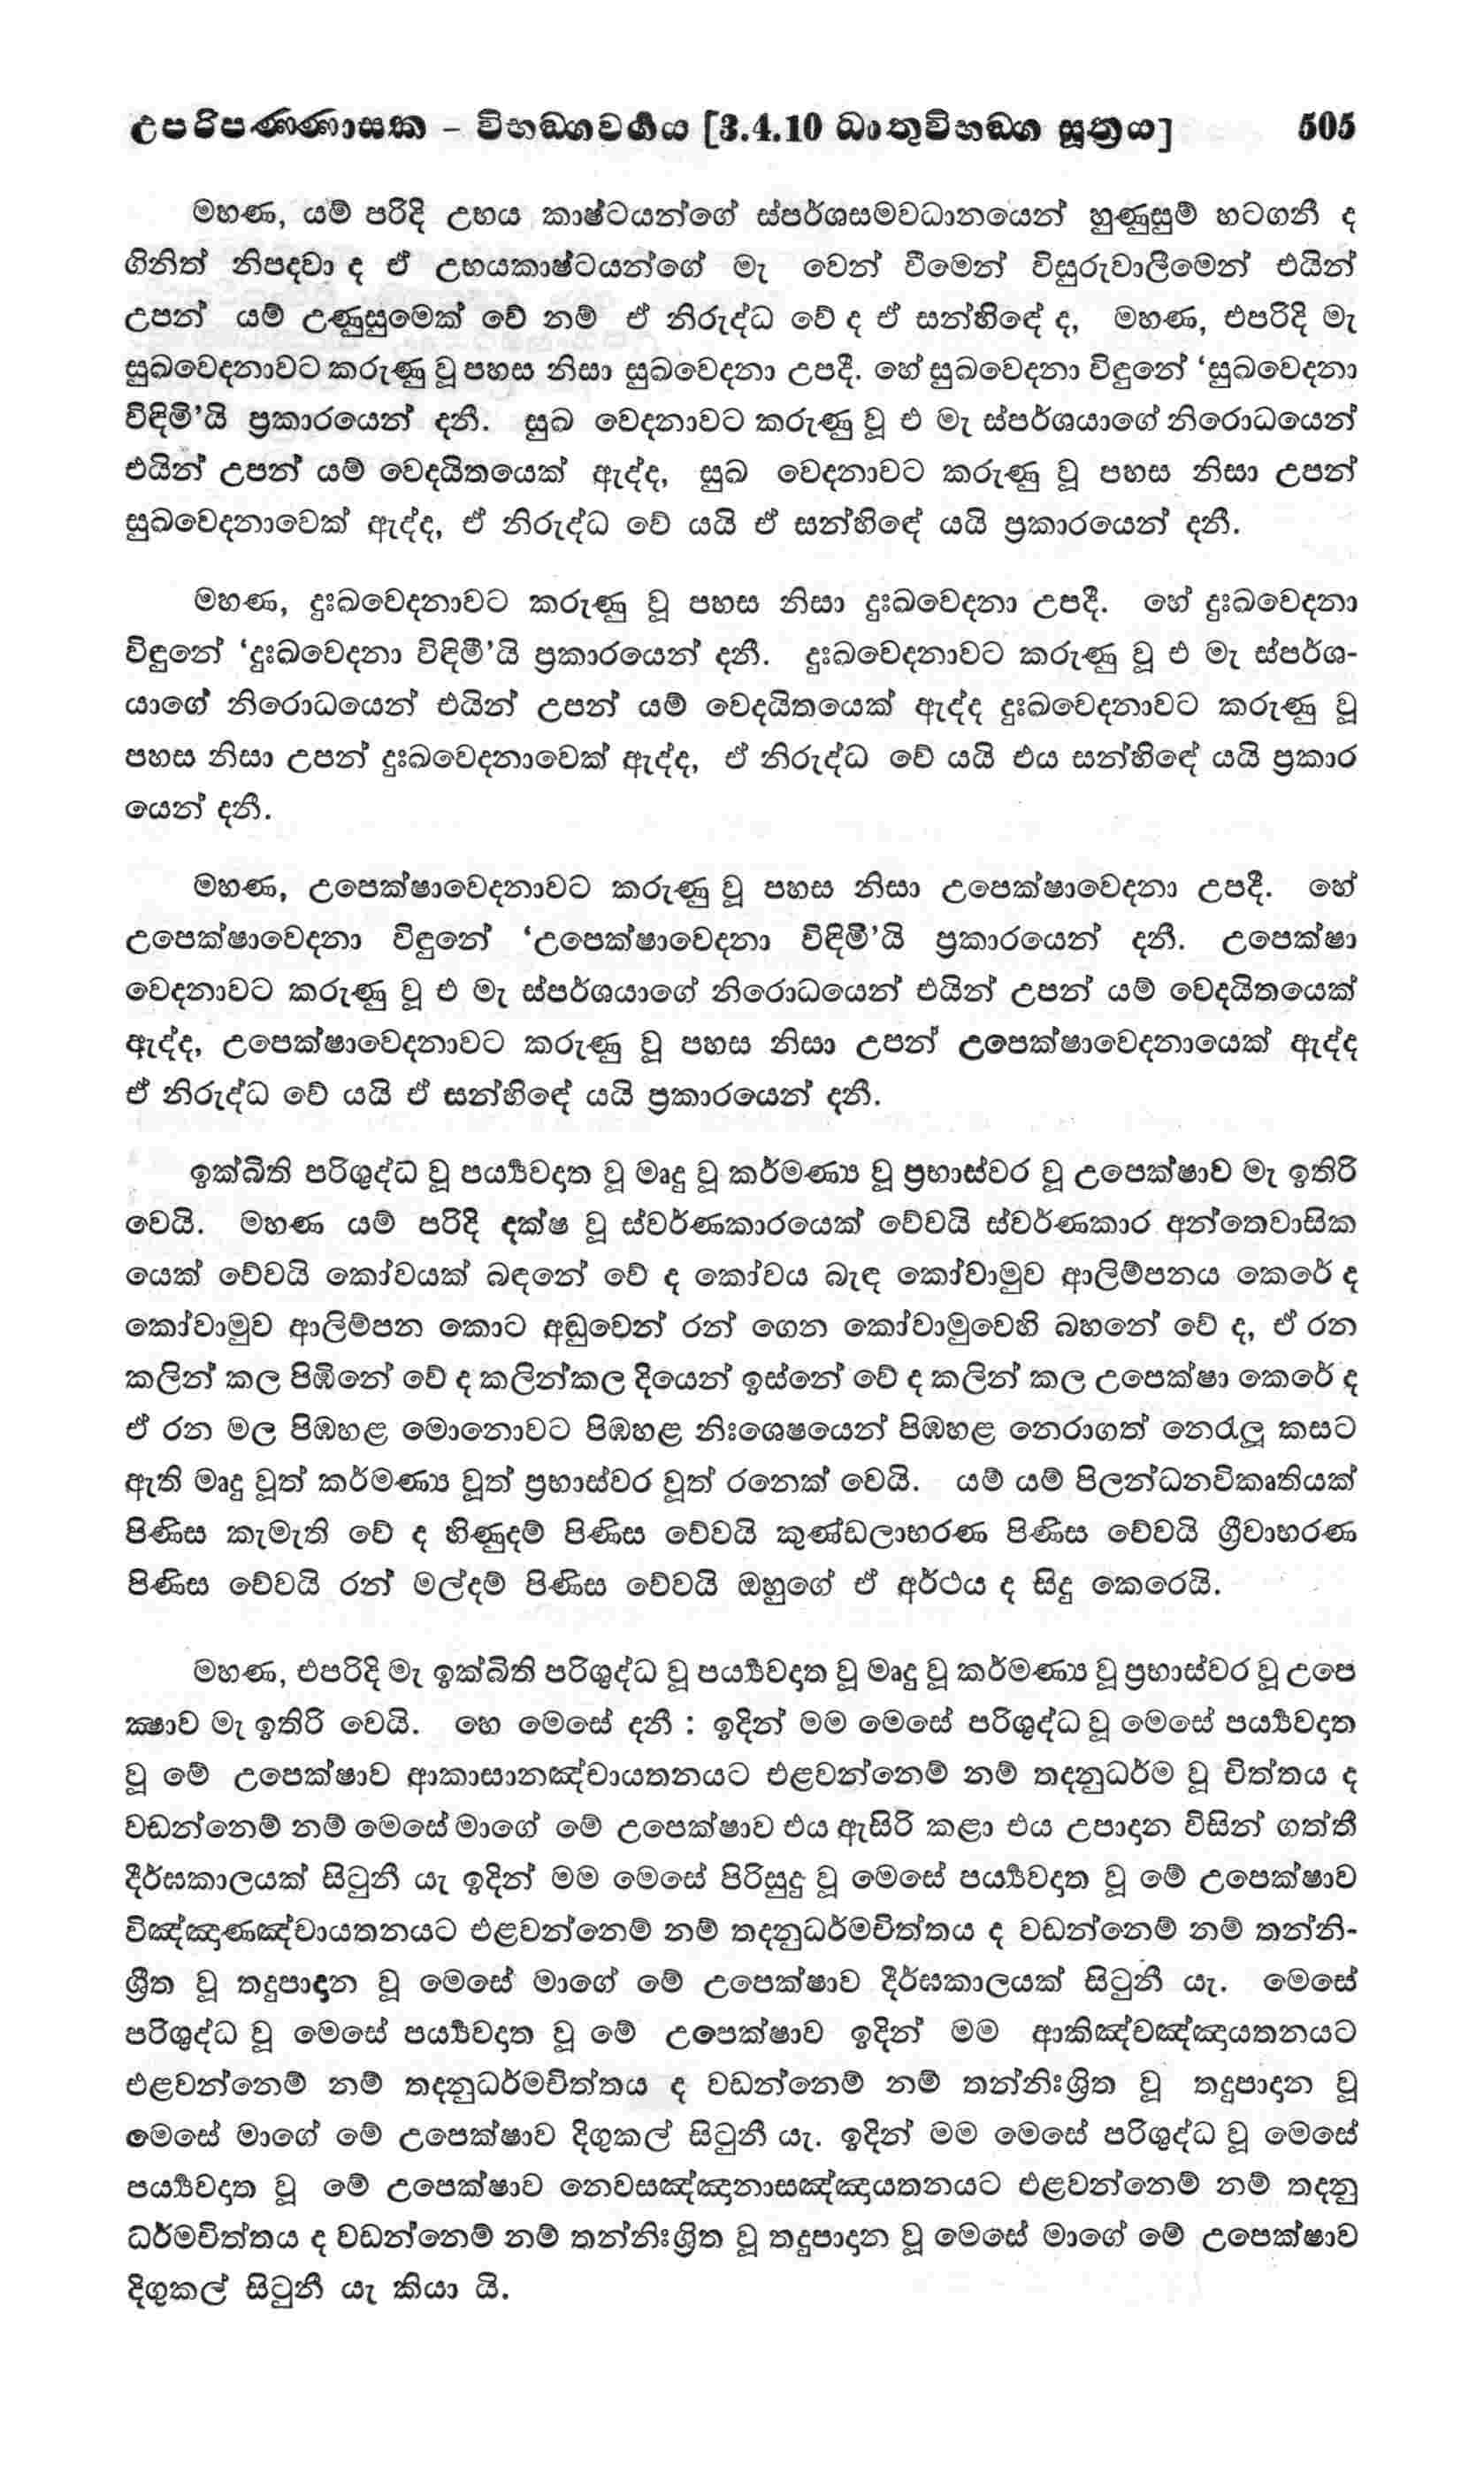 උපරිපණ්ණාසක – විභඞ්ගවර්‍ගය [3.4.10 ධාතුවිභඞ්ග සූත්‍රය] 505
මහණ, යම් පරිදි උභය කාෂ්ටයන්ගේ ස්පර්ශසමවධානයෙන් හුණුසුම් හටගනී ද
ගිනිත් නිපදවා ද ඒ උභයකාෂ්ටයන්ගේ මැ වෙන් වීමෙන් විසුරුවාලීමෙන් එයින්
උපන් යම් උණුසුමෙක් වේ නම් ඒ නිරුද්ධ වේ ද ඒ සන්හිඳේ ද, මහණ, එපරිදි මැ
සුඛවෙදනාවට කරුණු වූ පහස නිසා සුඛවෙදනා උපදී. හේ සුඛවෙදනා විඳුනේ ‘සුඛවෙදනා
විඳිමි’යි ප්‍රකාරයෙන් දනී. සුඛ වෙදනාවට කරුණු වූ එ මැ ස්පර්ශයාගේ නිරොධයෙන්
එයින් උපන් යම් වෙදයිතයෙක් ඇද්ද, සුඛ වෙදනාවට කරුණු වූ පහස නිසා උපන්
සුඛවෙදනාවෙක් ඇද්ද, ඒ නිරුද්ධ වේ යයි ඒ සන්හිඳේ යයි ප්‍රකාරයෙන් දනී.
මහණ, දුඃඛවෙදනාවට කරුණු වූ පහස නිසා දුඃඛවෙදනා උපදී. හේ දුඃඛවෙදනා
විඳුනේ ‘දුඃඛවෙදනා විඳිමී’යි ප්‍රකාරයෙන් දනී. දුඃඛවෙදනාවට කරුණු වූ එ මැ ස්පර්ශ-
යාගේ නිරොධයෙන් එයින් උපන් යම් වෙදයිතයෙක් ඇද්ද දුඃඛවෙදනාවට කරුණු වූ
පහස නිසා උපන් දුඃඛවෙදනාවෙක් ඇද්ද, ඒ නිරුද්ධ වේ යයි එය සන්හිඳේ යයි ප්‍රකාර
යෙන් දනී.
මහණ, උපෙක්ෂාවෙදනාවට කරුණු වූ පහස නිසා උපෙක්ෂාවෙදනා උපදී. හේ
උපෙක්ෂාවෙදනා විඳුනේ ‘උපෙක්ෂාවෙදනා විඳිමී’යි ප්‍රකාරයෙන් දනී. උපෙක්ෂා
වෙදනාවට කරුණු වූ එ මැ ස්පර්ශයාගේ නිරොධයෙන් එයින් උපන් යම් වෙදයිතයෙක්
ඇද්ද, උපෙක්ෂාවෙදනාවට කරුණු වූ පහස නිසා උපන් උපෙක්ෂාවෙදනායෙක් ඇද්ද
ඒ නිරුද්ධ වේ යයි ඒ සන්හිඳේ යයි ප්‍රකාරයෙන් දනී.
ඉක්බිති පරිශුද්ධ වූ පර්‍ය්‍යවදාත වූ මෘදු වූ කර්මණ්‍ය වූ ප්‍රභාස්වර වූ උපෙක්ෂාව මැ ඉතිරි
වෙයි. මහණ යම් පරිදි දක්ෂ වූ ස්වර්ණකාරයෙක් වේවයි ස්වර්ණකාර අන්තෙවාසික
යෙක් වේවයි කෝවයක් බඳනේ වේ ද කෝවය බැඳ කෝවාමුව ආලිම්පනය කෙරේ ද
කෝවාමුව ආලිම්පන කොට අඬුවෙන් රන් ගෙන කෝවාමුවෙහි බහනේ වේ ද, ඒ රන
කලින් කල පිඹිනේ වේ ද කලින්කල දියෙන් ඉස්නේ වේ ද කලින් කල උපෙක්ෂා කෙරේ ද
ඒ රන මල පිඹහළ මොනොවට පිඹහළ නිඃශෙෂයෙන් පිඹහළ නෙරාගත් නෙරැලූ කසට
ඇති මෘදු වූත් කර්මණ්‍ය වූත් ප්‍රභාස්වර වූත් රනෙක් වෙයි. යම් යම් පිලන්ධනවිකෘතියක්
පිණිස කැමැති වේ ද හිණුදම් පිණිස වේවයි කුණ්ඩලාභරණ පිණිස වේවයි ග්‍රීවාභරණ
පිණිස වේවයි රන් මල්දම් පිණිස වේවයි ඔහුගේ ඒ අර්ථය ද සිදු කෙරෙයි.
මහණ, එපරිදි මැ ඉක්බිති පරිශුද්ධ වූ පර්‍ය්‍යවදාත වූ මෘදු වූ කර්මණ්‍ය වූ ප්‍රභාස්වර වූ උපෙ
ක්‍ෂාව මැ ඉතිරි වෙයි. හෙ මෙසේ දනී : ඉදින් මම මෙසේ පරිශුද්ධ වූ මෙසේ පර්‍ය්‍යවදාත
වූ මේ උපෙක්ෂාව ආකාසානඤ්චායතනයට එළවන්නෙම් නම් තදනුධර්ම වූ චිත්තය ද
වඩන්නෙම් නම් මෙසේ මාගේ මේ උපෙක්ෂාව එය ඇසිරි කළා එය උපාදාන විසින් ගත්තී
දීර්ඝකාලයක් සිටුනී යැ ඉදින් මම මෙසේ පිරිසුදු වූ මෙසේ පර්‍ය්‍යවදාත වූ මේ උපෙක්ෂාව
විඤ්ඤාණඤ්චායතනයට එළවන්නෙම් නම් තදනුධර්මචිත්තය ද වඩන්නෙම් නම් තන්නි-
ශ්‍රිත වූ තදුපාදාන වූ මෙසේ මාගේ මේ උපෙක්ෂාව දීර්ඝකාලයක් සිටුනී යැ. මෙසේ
පරිශුද්ධ වූ මෙසේ පර්‍ය්‍යවදාත වූ මේ උපෙක්ෂාව ඉදින් මම ආකිඤ්චඤ්ඤායතනයට
එළවන්නෙම් නම් තදනුධර්මචිත්තය ද වඩන්නෙම් නම් තන්නිඃශ්‍රිත වූ තදුපාදාන වූ
මෙසේ මාගේ මේ උපෙක්ෂාව දිගුකල් සිටුනී යැ. ඉදින් මම මෙසේ පරිශුද්ධ වූ මෙසේ
පර්‍ය්‍යවදාත වූ මේ උපෙක්ෂාව නෙවසඤ්ඤානාසඤ්ඤායතනයට එළවන්නෙම් නම් තදනු
ධර්මචිත්තය ද වඩන්නෙම් නම් තන්නිඃශ්‍රිත වූ තදුපාදාන වූ මෙසේ මාගේ මේ උපෙක්ෂාව
දිගුකල් සිටුනී යැ කියා යි.